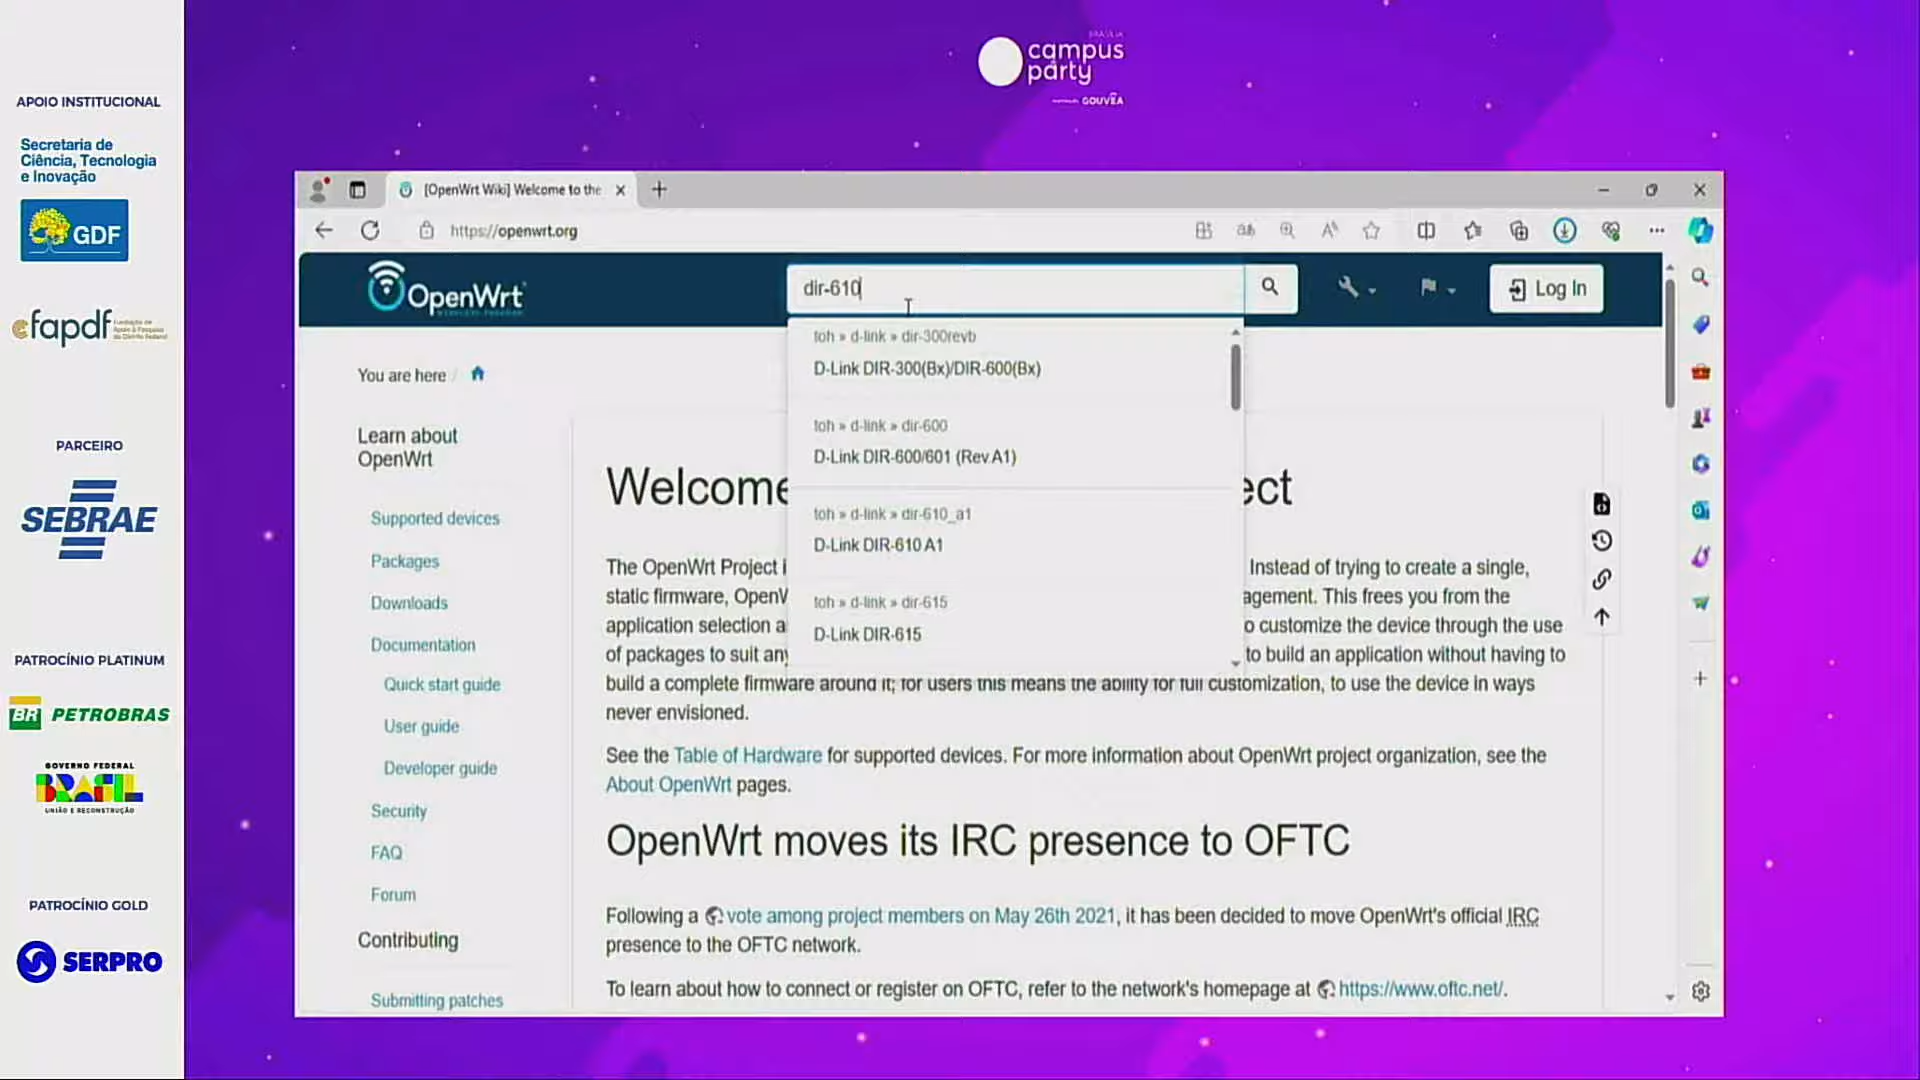 BRASÍLIA
campus
party
GOUVÊA
APOIO INSTITUCIONAL
Secretaria de
Ciência, Tecnologia
e Inovação
GDF
fapdf
PARCEIRO
SEBRAE
PATROCÍNIO PLATINUM
BR PETROBRAS
GOVERNO FEDERAL
BRASIL
UNIÃO E RECONSTRUÇÃO
PATROCÍNIO GOLD
SERPRO
[OpenWrt Wiki] Welcome to the
https://openwrt.org
OpenWrt
WIRELESS FREEDOM
dir-610
Log In
toh » d-link » dir-300revb
D-Link DIR-300(Bx)/DIR-600(Bx)
toh » d-link » dir-600
D-Link DIR-600/601 (Rev.A1)
toh » d-link » dir-610_a1
D-Link DIR-610 A1
toh » d-link » dir-615
D-Link DIR-615
You are here /
Learn about
OpenWrt
Supported devices
Packages
Downloads
Documentation
Quick start guide
User guide
Developer guide
Security
FAQ
Forum
Contributing
Submitting patches
Welcome ect
The OpenWrt Project i Instead of trying to create a single,
static firmware, OpenW agement. This frees you from the
application selection a o customize the device through the use
of packages to suit any to build an application without having to
build a complete firmware around it; for users this means the ability for full customization, to use the device in ways
never envisioned.
See the Table of Hardware for supported devices. For more information about OpenWrt project organization, see the
About OpenWrt pages.
OpenWrt moves its IRC presence to OFTC
Following a vote among project members on May 26th 2021, it has been decided to move OpenWrt's official IRC
presence to the OFTC network.
To learn about how to connect or register on OFTC, refer to the network's homepage at https://www.oftc.net/.